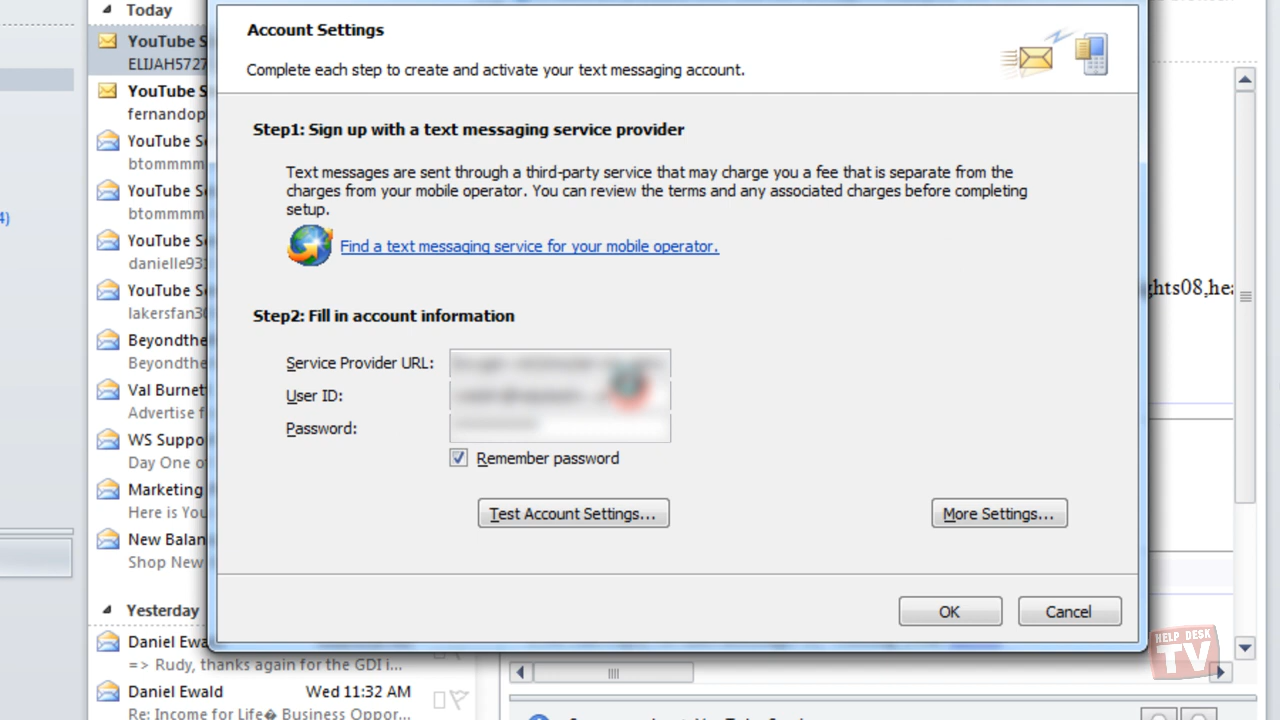 Today
YouTube S
ELIJAH5727
YouTube S
fernandop
YouTube Se
btommmm
YouTube Se
btommmm
YouTube Se
danielle93
YouTube Se
lakersfan30
Beyondthe
Beyondthe
Val Burnet
Advertise f
WS Suppo
Day One o
Marketing
Here is You
New Balan
Shop New
Yesterday
Daniel Ewa
=> Rudy, thanks again for the GDI i...
Daniel Ewald Wed 11:32 AM
Re: Income for Life� Business Oppor...
4)
Account Settings
Complete each step to create and activate your text messaging account.
Step1: Sign up with a text messaging service provider
Text messages are sent through a third-party service that may charge you a fee that is separate from the
charges from your mobile operator. You can review the terms and any associated charges before completing
setup.
Find a text messaging service for your mobile operator.
Step2: Fill in account information
Service Provider URL:
User ID:
Password:
Remember password
Test Account Settings...
More Settings...
OK
Cancel
ghts08,hea
HELP DESK
TV